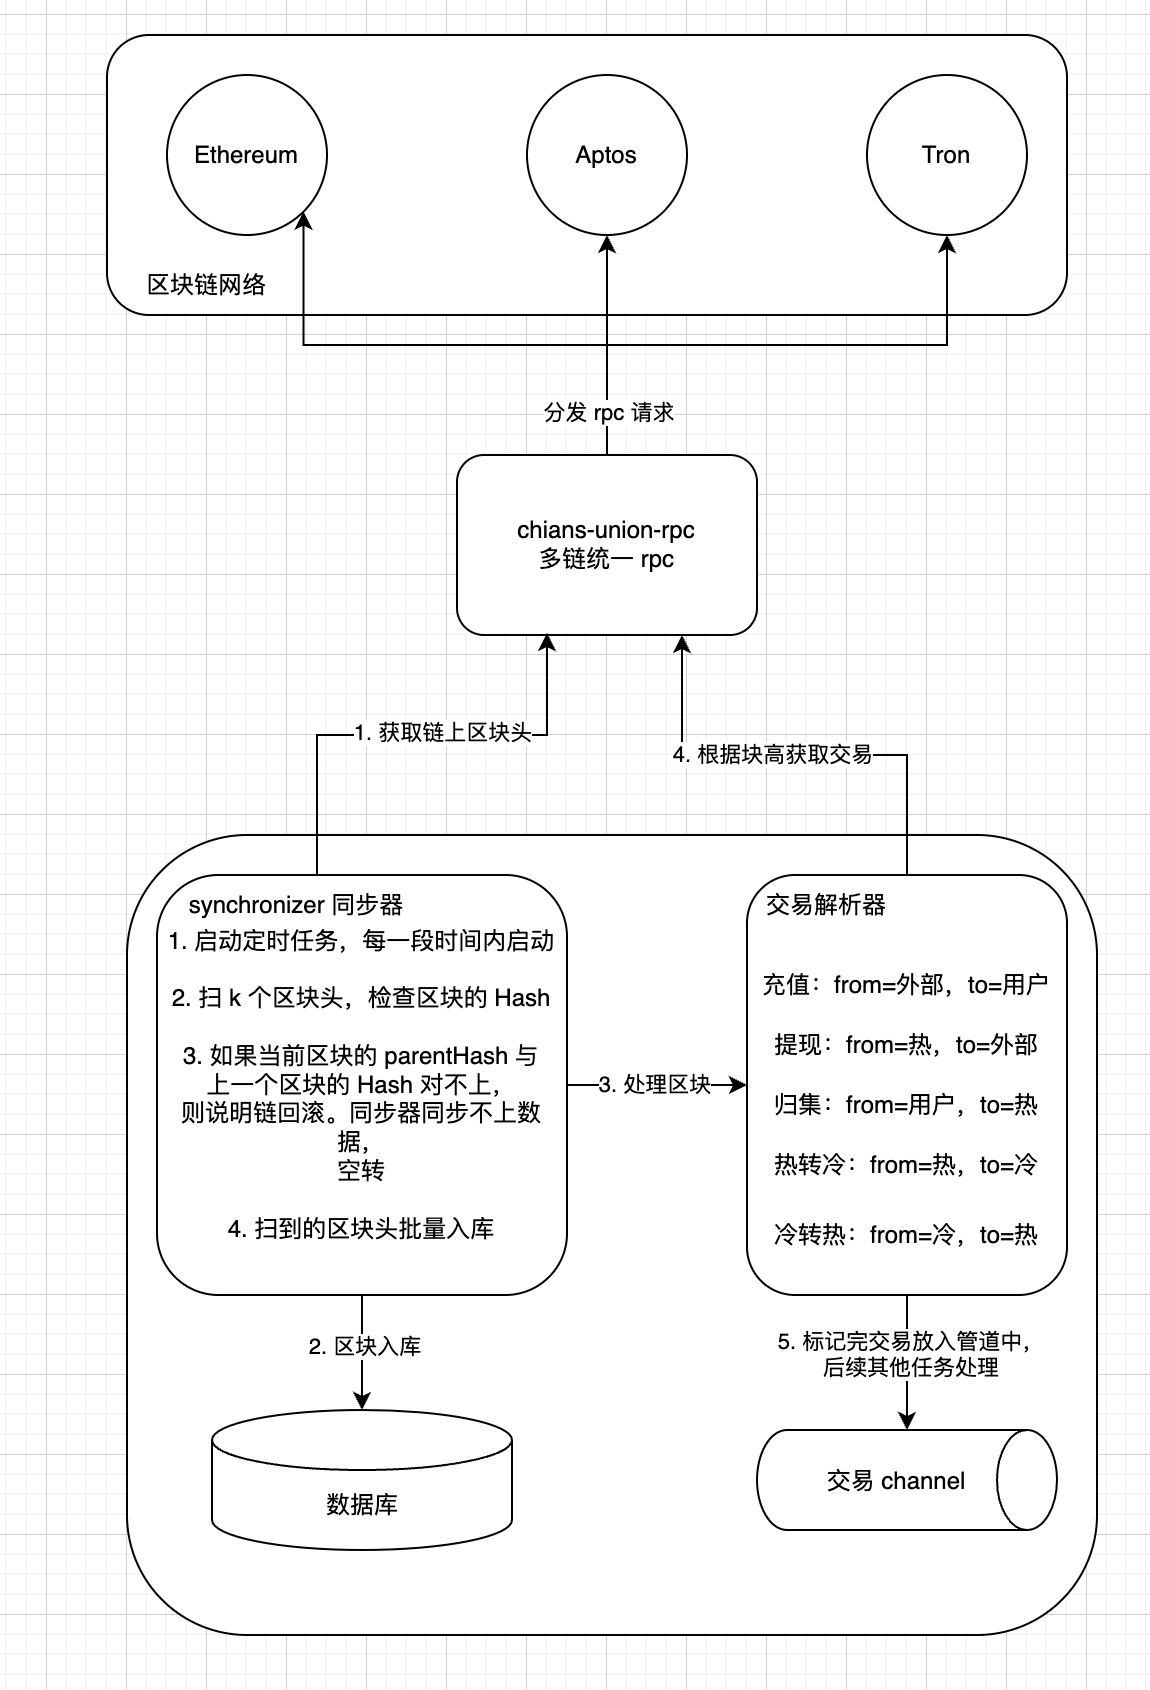 Ethereum
Aptos
Tron
区块链网络
分发 rpc 请求
chians-union-rpc
多链统一 rpc
1. 获取链上区块头
4. 根据块高获取交易
synchronizer 同步器
1. 启动定时任务，每一段时间内启动
2. 扫 k 个区块头，检查区块的 Hash
3. 如果当前区块的 parentHash 与
上一个区块的 Hash 对不上，
则说明链回滚。同步器同步不上数
据，
空转
4. 扫到的区块头批量入库
3. 处理区块
交易解析器
充值：from=外部，to=用户
提现：from=热，to=外部
归集：from=用户，to=热
热转冷：from=热，to=冷
冷转热：from=冷，to=热
2. 区块入库
5. 标记完交易放入管道中，
后续其他任务处理
数据库
交易 channel